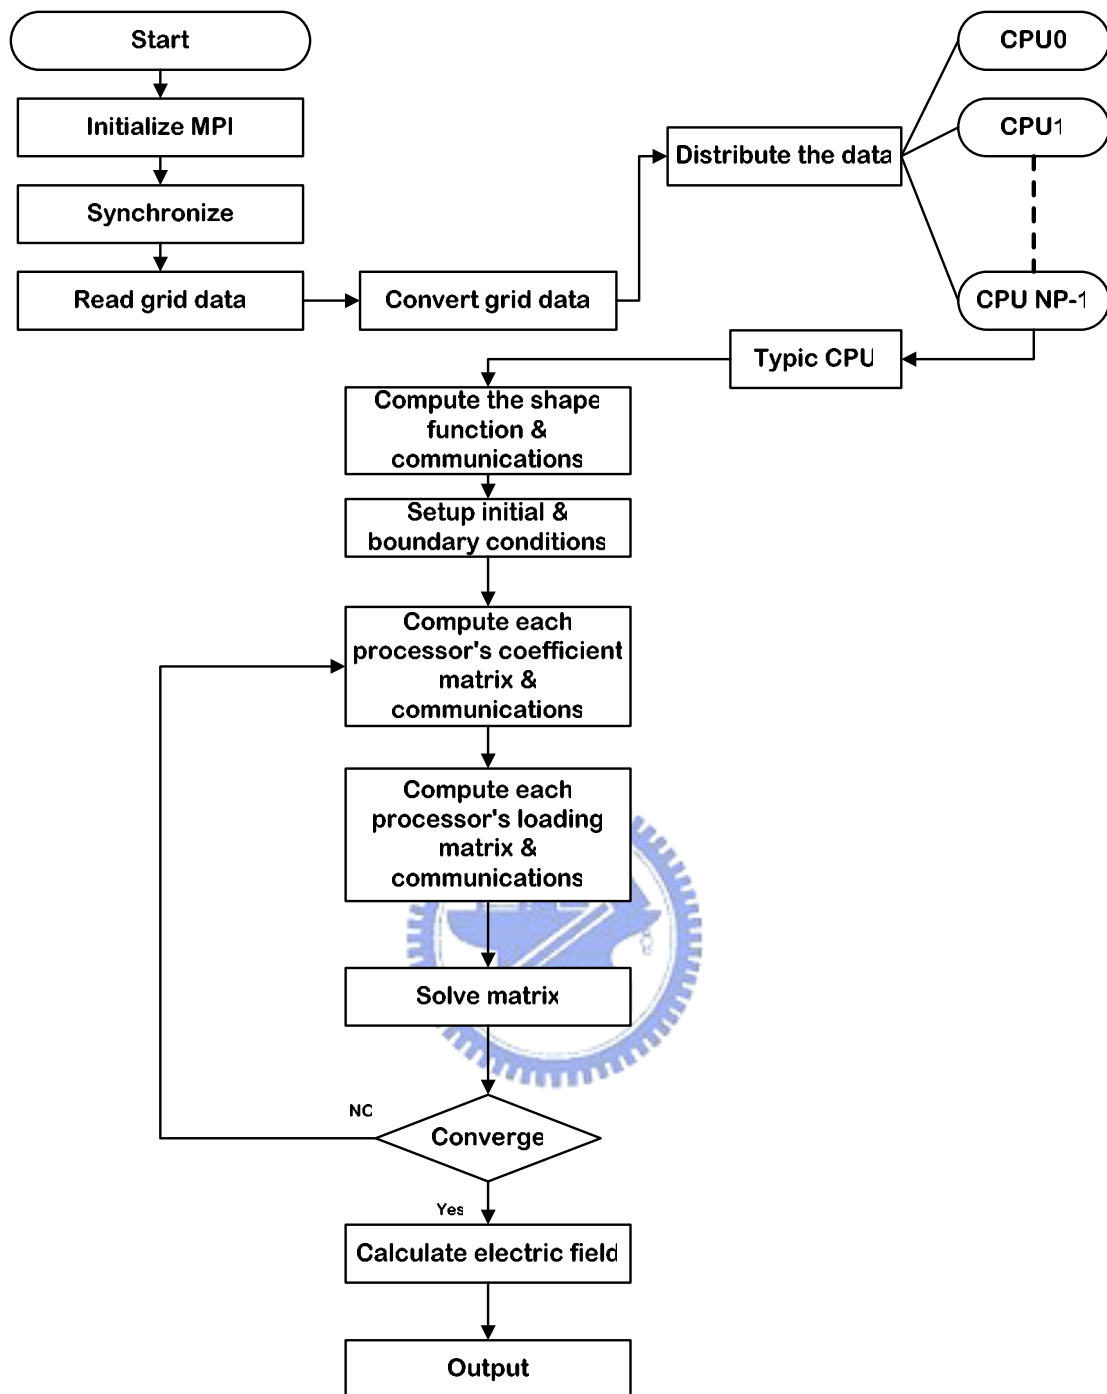 Start
Initialize MPI
Synchronize
Read grid data
Convert grid data
Distribute the data
CPU0
CPU1
CPU NP-1
Typic CPU
Compute the shape
function &
communications
Setup initial &
boundary conditions
Compute each
processor's coefficient
matrix &
communications
Compute each
processor's loading
matrix &
communications
Solve matrix
Converge
NO
Yes
Calculate electric field
Output